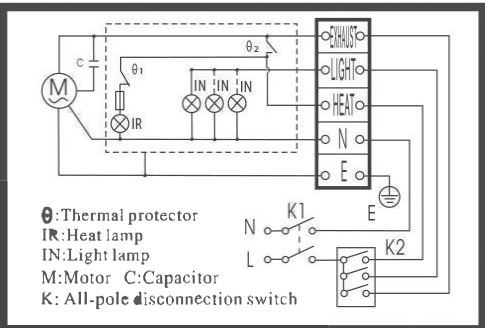 EXHAUST
θ2
C
θ1
LIGHT
IN IN IN
M
HEAT
IR
N
E
E
θ:Thermal protector
IR:Heat lamp
IN:Light lamp
M:Motor C:Capacitor
K: All-pole disconnection switch
N K1
L K2